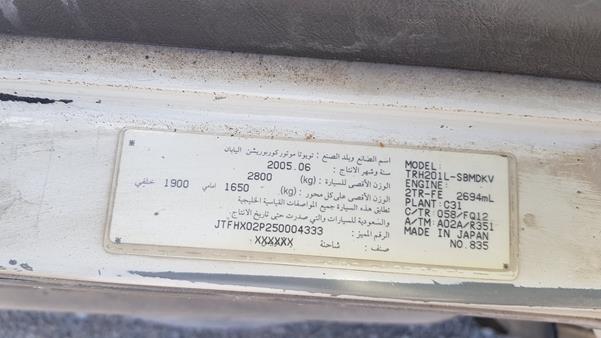 اسم الصانع وبلد الصنع : تويوتا موتور كوربوريشن اليابان
سنة وشهر الانتاج : 2005.06
الوزن الأقصى للسيارة : (kg) 2800
الوزن الأقصى على كل محور : (kg) 1650 امامي 1900 خلفي
تطابق هذه السيارة جميع المواصفات القياسية الخليجية
والسعودية للسيارات والتي صدرت حتى تاريخ الانتاج
الرقم المميز : JTFHX02P250004333
صنف : شاحنة XXXXXX
MODEL:
TRH201L-SBMDKV
ENGINE:
2TR-FE 2694mL
PLANT: C31
C/TR 058/FQ12
A/TM: A02A/R351
MADE IN JAPAN
NO.835